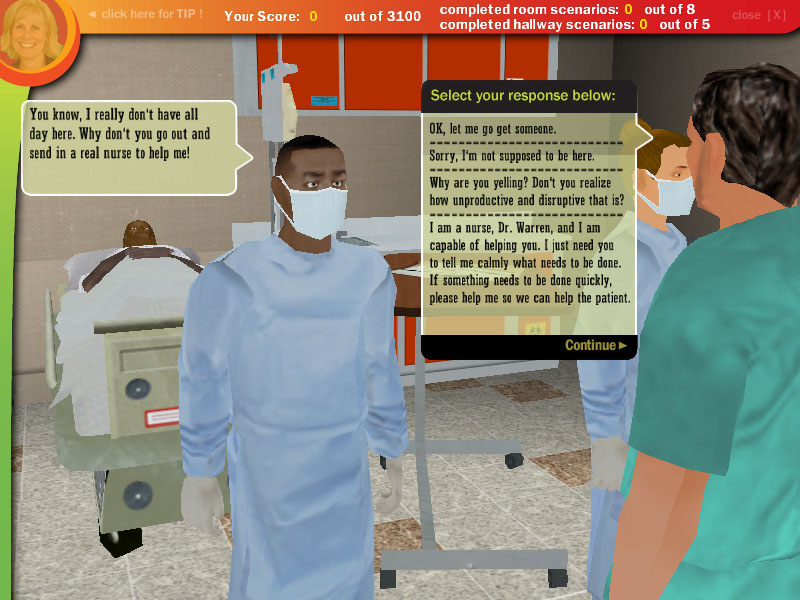 ◄ click here for TIP !
Your Score: 0 out of 3100
completed room scenarios: 0 out of 8
completed hallway scenarios: 0 out of 5
close [X]
You know, I really don't have all
day here. Why don't you go out and
send in a real nurse to help me!
Select your response below:
OK, let me go get someone.
Sorry, I'm not supposed to be here.
Why are you yelling? Don't you realize
how unproductive and disruptive that is?
I am a nurse, Dr. Warren, and I am
capable of helping you. I just need you
to tell me calmly what needs to be done.
If something needs to be done quickly,
please help me so we can help the patient.
Continue ►